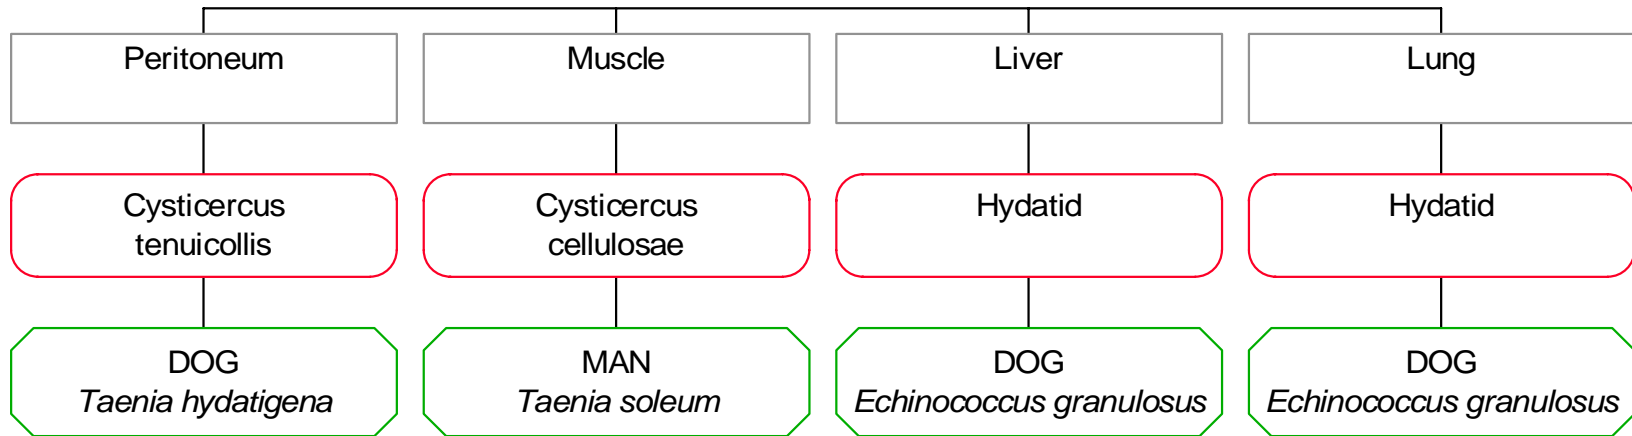 Peritoneum
Muscle
Liver
Lung
Cysticercus
tenuicollis
Cysticercus
cellulosae
Hydatid
Hydatid
DOG
Taenia hydatigena
MAN
Taenia soleum
DOG
Echinococcus granulosus
DOG
Echinococcus granulosus